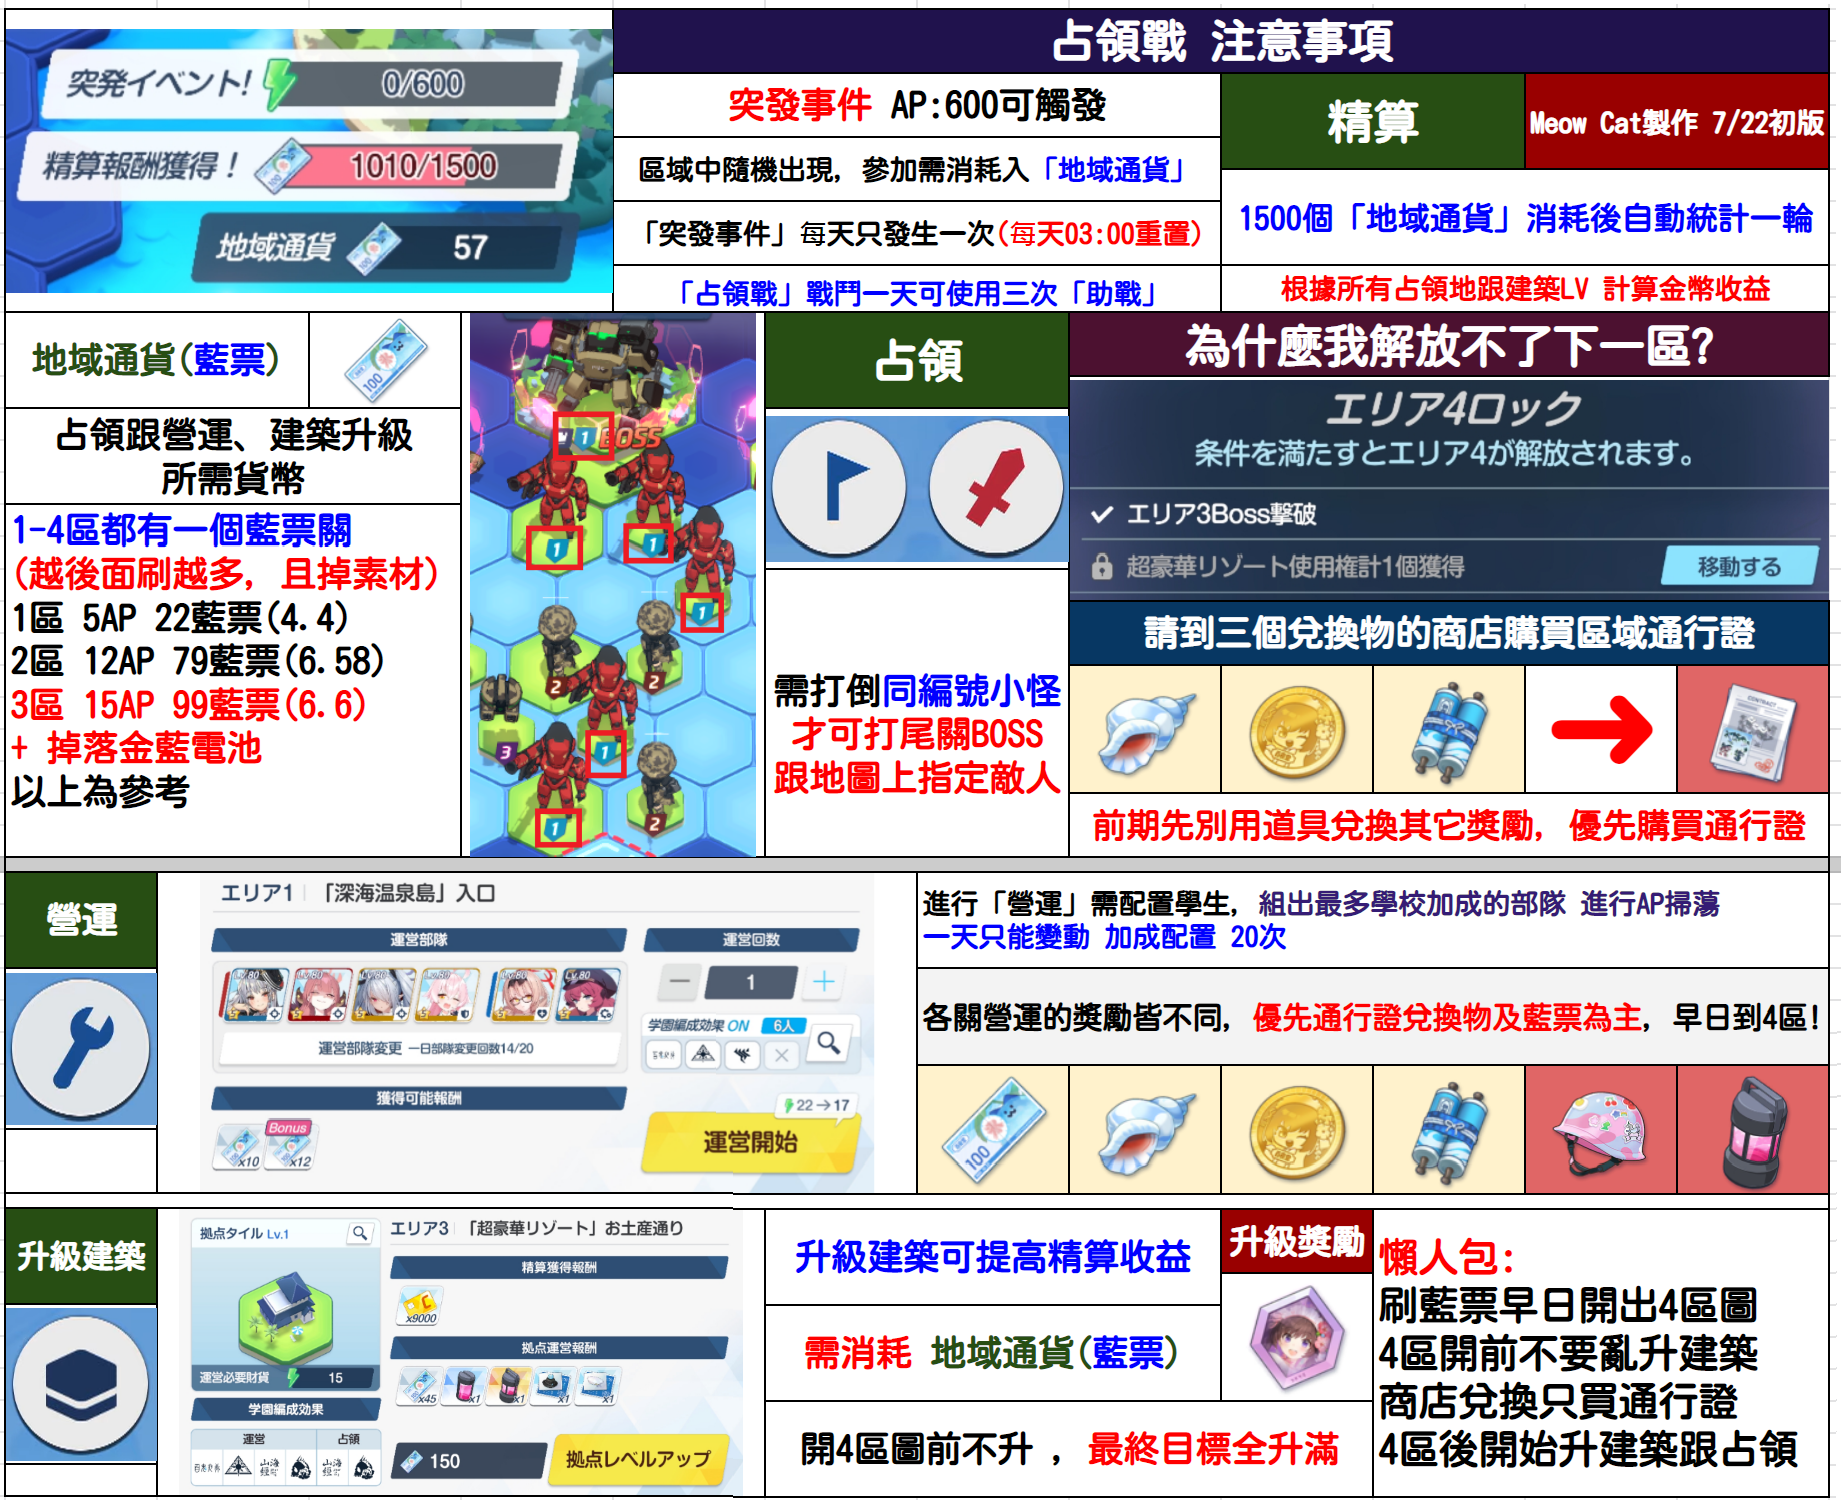 突発イベント!
0/600
精算報酬獲得！
1010/1500
地域通貨
57
占領戰 注意事項
突發事件 AP:600可觸發
區域中隨機出現, 參加需消耗入「地域通貨」
「突發事件」每天只發生一次(每天03:00重置)
「占領戰」戰鬥一天可使用三次「助戰」
精算
Meow Cat製作 7/22初版
1500個「地域通貨」消耗後自動統計一輪
根據所有占領地跟建築LV 計算金幣收益
地域通貨(藍票)
100
占領跟營運、建築升級
所需貨幣
1-4區都有一個藍票關
(越後面刷越多, 且掉素材)
1區 5AP 22藍票(4.4)
2區 12AP 79藍票(6.58)
3區 15AP 99藍票(6.6)
+ 掉落金藍電池
以上為參考
1
BOSS
1
1
1
2
2
3
1
1
2
占領
需打倒同編號小怪
才可打尾關BOSS
跟地圖上指定敵人
為什麼我解放不了下一區?
エリア4ロック
条件を満たすとエリア4が解放されます。
エリア3Boss撃破
超豪華リゾート使用権計1個獲得
移動する
請到三個兌換物的商店購買區域通行證
CONTRACT
前期先別用道具兌換其它獎勵, 優先購買通行證
營運
エリア1
「深海温泉島」入口
運営部隊
運営回数
Lv.80
Lv.80
Lv.80
Lv.80
Lv.80
Lv.80
1
学園編成効果 ON
6人
運営部隊変更 一日部隊変更回数14/20
獲得可能報酬
x10
Bonus
x12
22→17
運営開始
進行「營運」需配置學生, 組出最多學校加成的部隊 進行AP掃蕩
一天只能變動 加成配置 20次
各關營運的獎勵皆不同, 優先通行證兌換物及藍票為主, 早日到4區!
100
升級建築
拠点タイル Lv.1
運営必要財貨
15
学園編成効果
運営
占領
山海経
山海経
エリア3
「超豪華リゾート」お土産通り
精算獲得報酬
x9000
拠点運営報酬
x45
x1
x1
x1
x1
150
拠点レベルアップ
升級建築可提高精算收益
需消耗 地域通貨(藍票)
開4區圖前不升 , 最終目標全升滿
升級獎勵
懶人包:
刷藍票早日開出4區圖
4區開前不要亂升建築
商店兌換只買通行證
4區後開始升建築跟占領